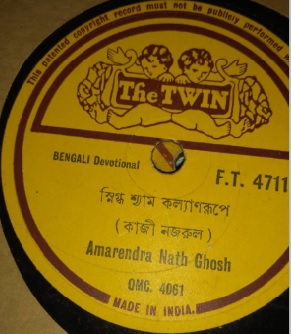 This patented copyright record must not be publicly performed
The TWIN
BENGALI Devotional
F.T. 4711
স্নিগ্ধ শ্যাম কল্যাণরূপে
( কাজী নজরুল )
Amarendra Nath Ghosh
OMC. 4061
MADE IN INDIA.